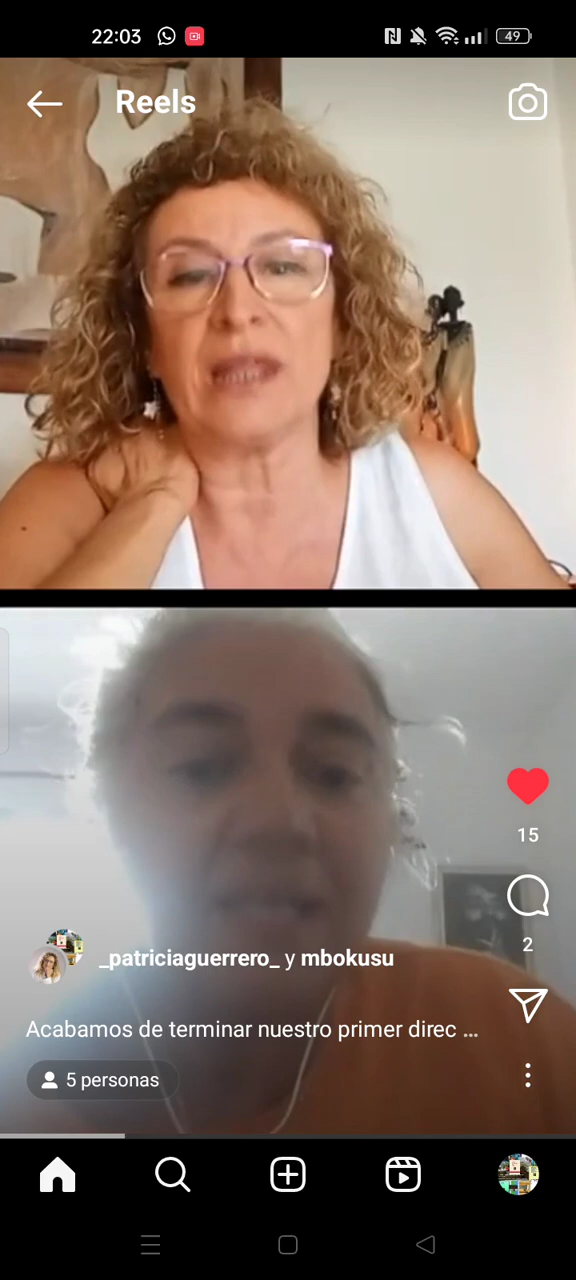 22:03
49
Reels
15
2
_patriciaguerrero_ y mbokusu
Acabamos de terminar nuestro primer direc ...
5 personas